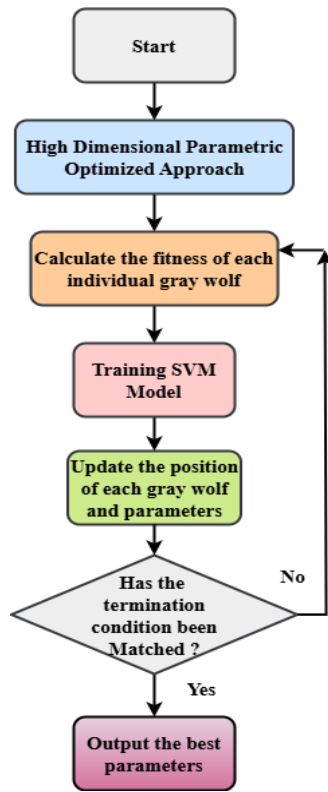 Start
High Dimensional Parametric
Optimized Approach
Calculate the fitness of each
individual gray wolf
Training SVM
Model
Update the position
of each gray wolf
and parameters
Has the
termination
condition been
Matched ?
No
Yes
Output the best
parameters